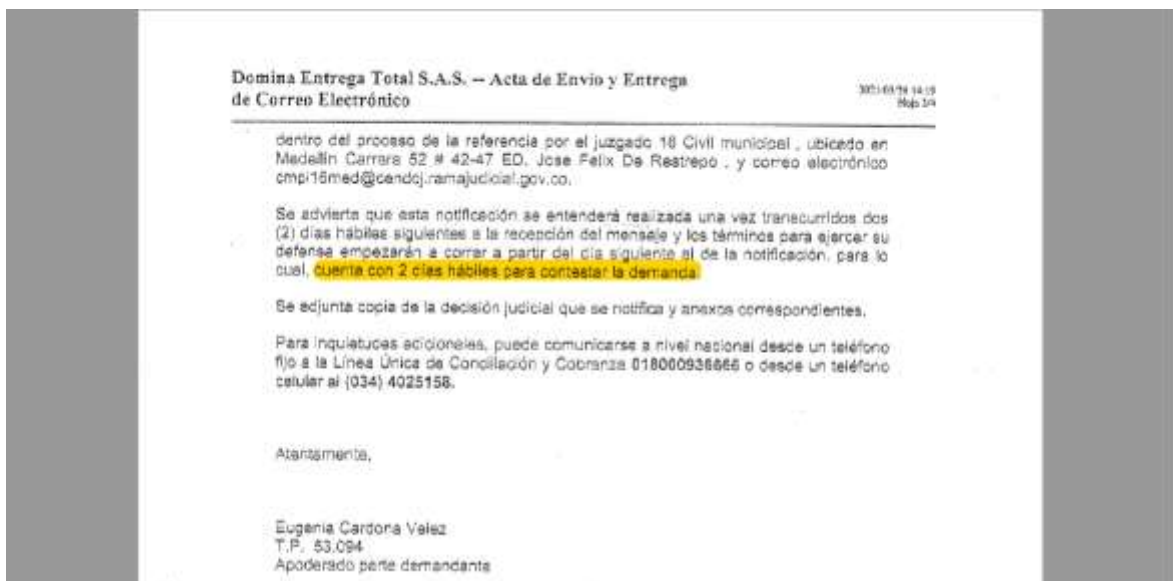 Domina Entrega Total S.A.S. -- Acta de Envio y Entrega
de Correo Electrónico
Hoja
dentro del proceso de la referencia por el juzgado 16 Civil municipal , ubicado en
Medellín Carrera 52 # 42-47 ED. Jose Felix De Restrepo , y correo electrónico
cmpl16med@cendoj.ramajudicial.gov.co.
Se advierte que esta notificación se entenderá realizada una vez transcurridos dos
(2) días hábiles siguientes a la recepción del mensaje y los términos para ejercer su
defensa empezarán a correr a partir del día siguiente al de la notificación, para lo
cual, cuenta con 2 días hábiles para contestar la demanda.
Se adjunta copia de la decisión judicial que se notifica y anexos correspondientes.
Para inquietudes adicionales, puede comunicarse a nivel nacional desde un teléfono
fijo a la Línea Única de Conciliación y Cobranza 018000936666 o desde un teléfono
celular al (034) 4025158.
Atentamente,
Eugenia Cardona Velez
T.P. 53.094
Apoderado parte demandante